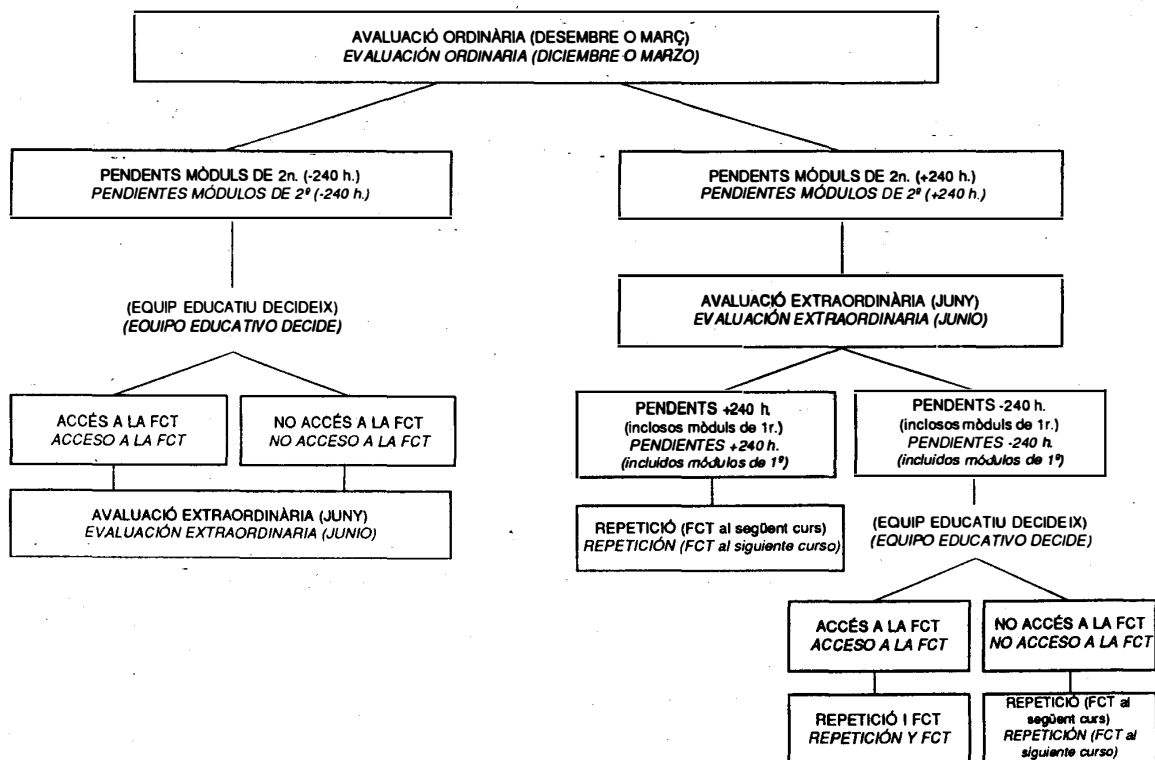 AVALUACIÓ ORDINÀRIA (DESEMBRE O MARÇ)
EVALUACIÓN ORDINARIA (DICIEMBRE O MARZO)
PENDENTS MÒDULS DE 2n. (-240 h.)
PENDIENTES MÓDULOS DE 2º (-240 h.)
PENDENTS MÒDULS DE 2n. (+240 h.)
PENDIENTES MÓDULOS DE 2º (+240 h.)
(EQUIP EDUCATIU DECIDEIX)
(EQUIPO EDUCATIVO DECIDE)
AVALUACIÓ EXTRAORDINÀRIA (JUNY)
EVALUACIÓN EXTRAORDINARIA (JUNIO)
ACCÉS A LA FCT
ACCESO A LA FCT
NO ACCÉS A LA FCT
NO ACCESO A LA FCT
PENDENTS +240 h.
(inclosos mòduls de 1r.)
PENDIENTES +240 h.
(incluidos módulos de 1º)
PENDENTS -240 h.
(inclosos mòduls de 1r.)
PENDIENTES -240 h.
(incluidos módulos de 1º)
AVALUACIÓ EXTRAORDINÀRIA (JUNY)
EVALUACIÓN EXTRAORDINARIA (JUNIO)
REPETICIÓ (FCT al següent curs)
REPETICIÓN (FCT al siguiente curso)
(EQUIP EDUCATIU DECIDEIX)
(EQUIPO EDUCATIVO DECIDE)
ACCÉS A LA FCT
ACCESO A LA FCT
NO ACCÉS A LA FCT
NO ACCESO A LA FCT
REPETICIÓ I FCT
REPETICIÓN Y FCT
REPETICIÓ (FCT al
següent curs)
REPETICIÓN (FCT al
siguiente curso)